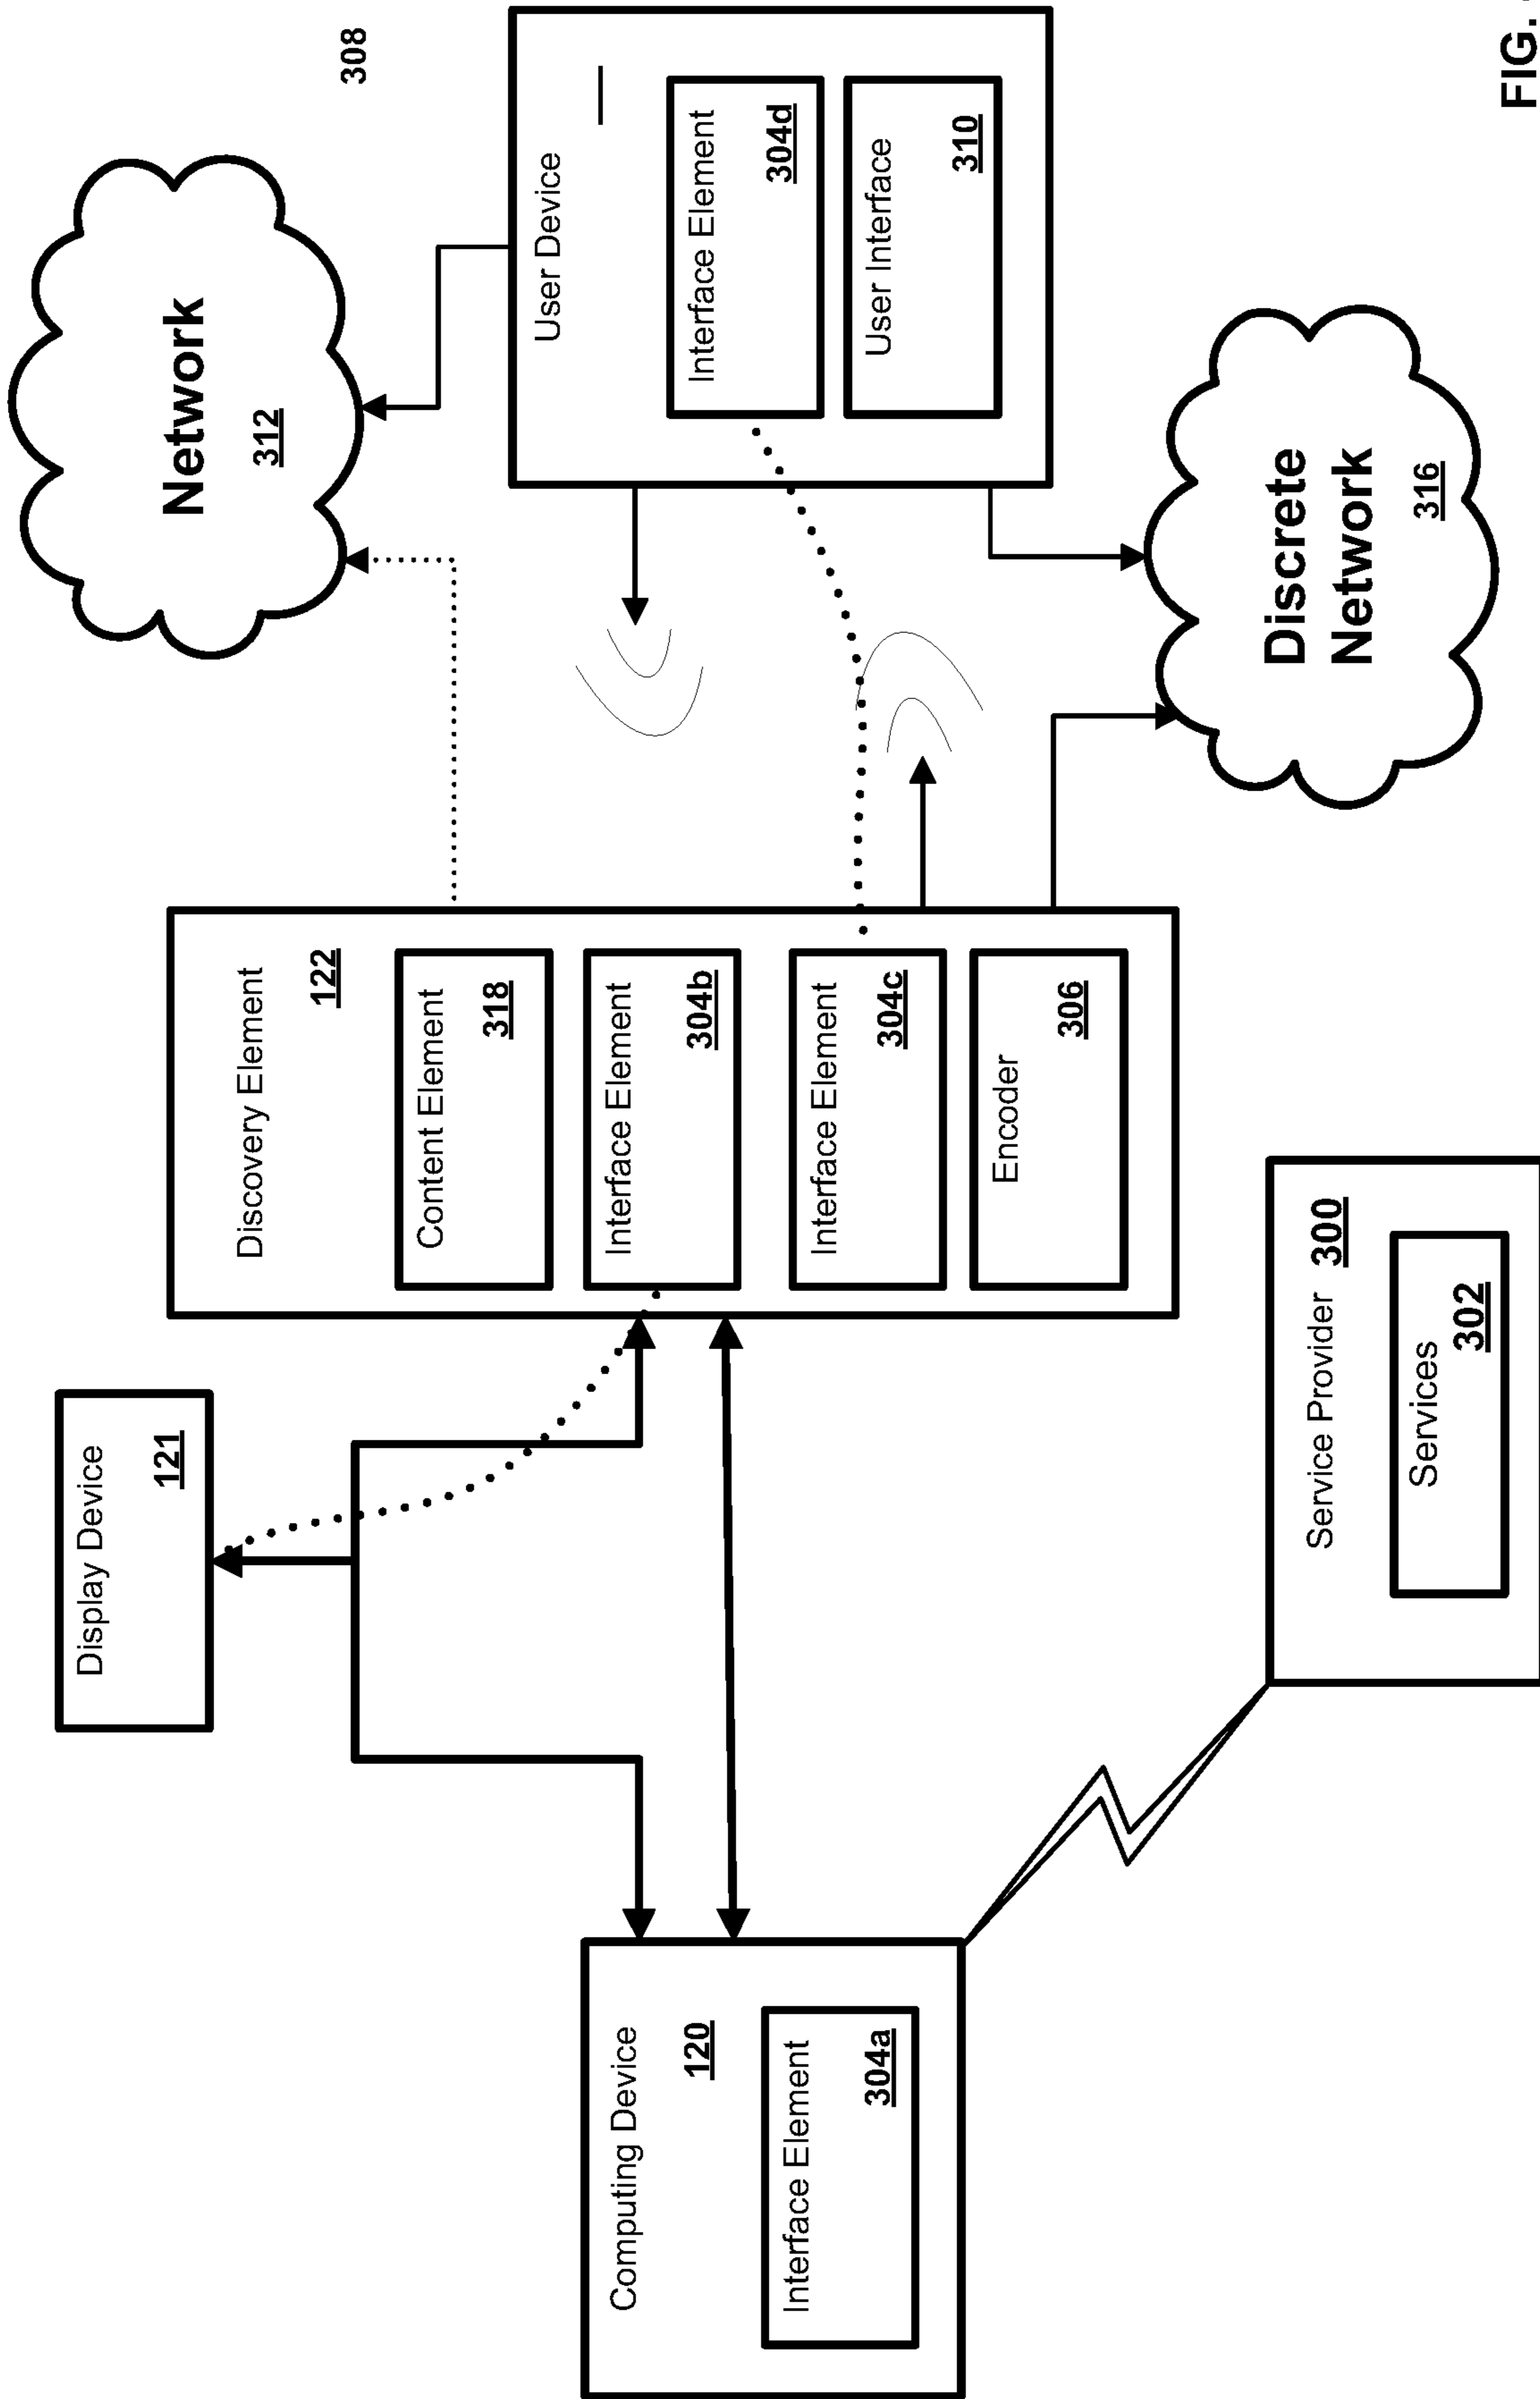 Display Device
121
Computing Device
120
Interface Element
304a
Discovery Element
122
Content Element
318
Interface Element
304b
Interface Element
304c
Encoder
306
Service Provider 300
Services
302
Network
312
308
User Device
Interface Element
304d
User Interface
310
Discrete
Network
316
FIG.